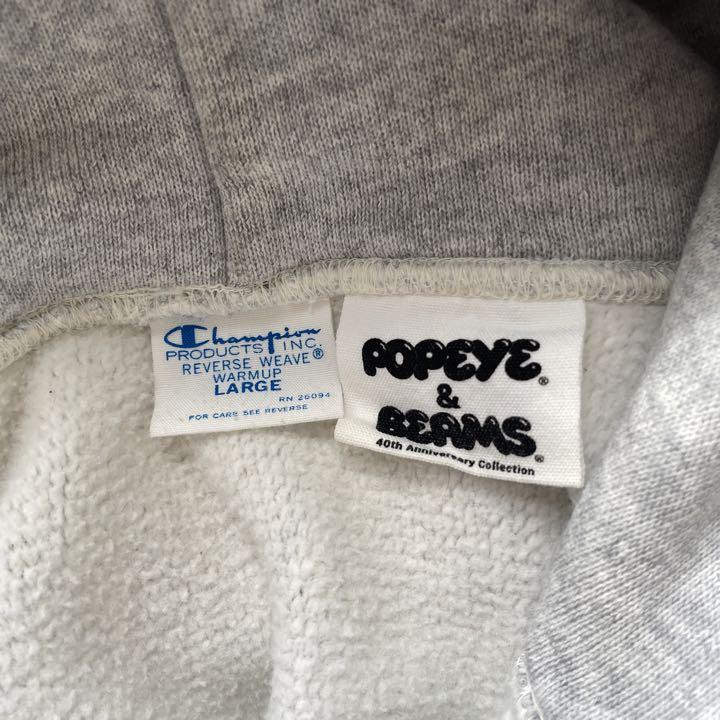 Champion
PRODUCTS INC.
REVERSE WEAVE®
WARMUP
LARGE
RN 26094
FOR CARE SEE REVERSE
POPEYE®
&
BEAMS®
40th Anniversary Collection